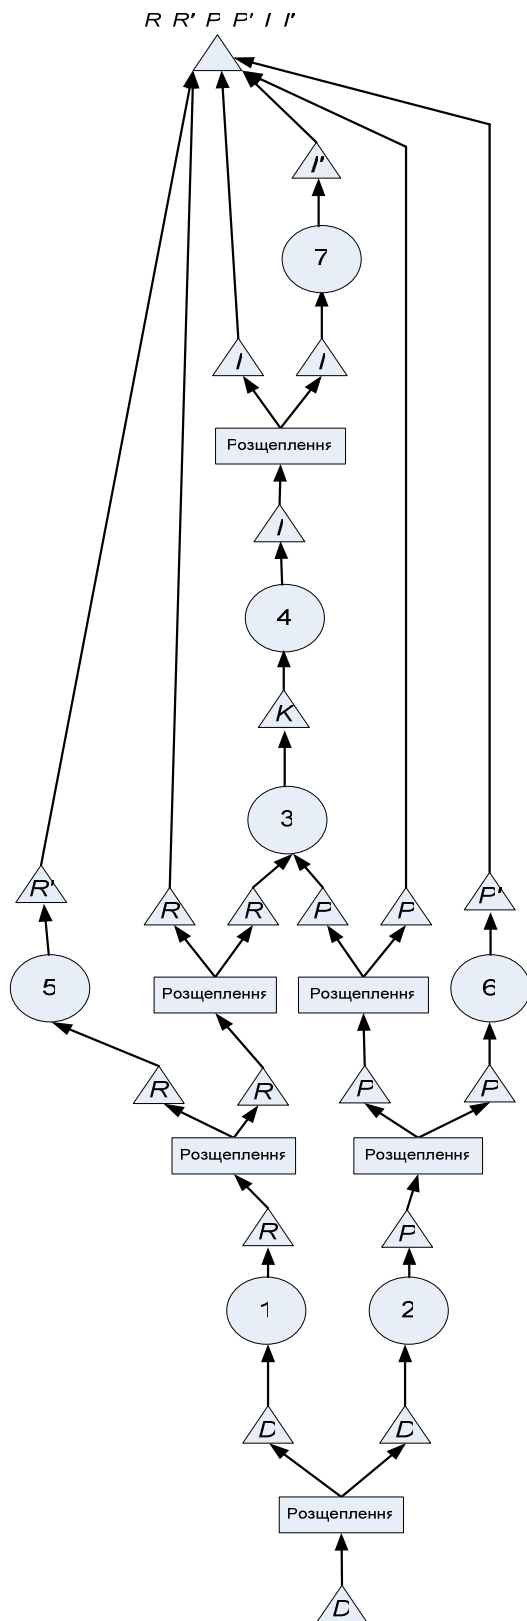 R R' P P' I I'
I'
7
I I
Розщеплення
I
4
K
3
R' R R P P P'
5 Розщеплення Розщеплення 6
R R P P
Розщеплення Розщеплення
R P
1 2
D D
Розщеплення
D